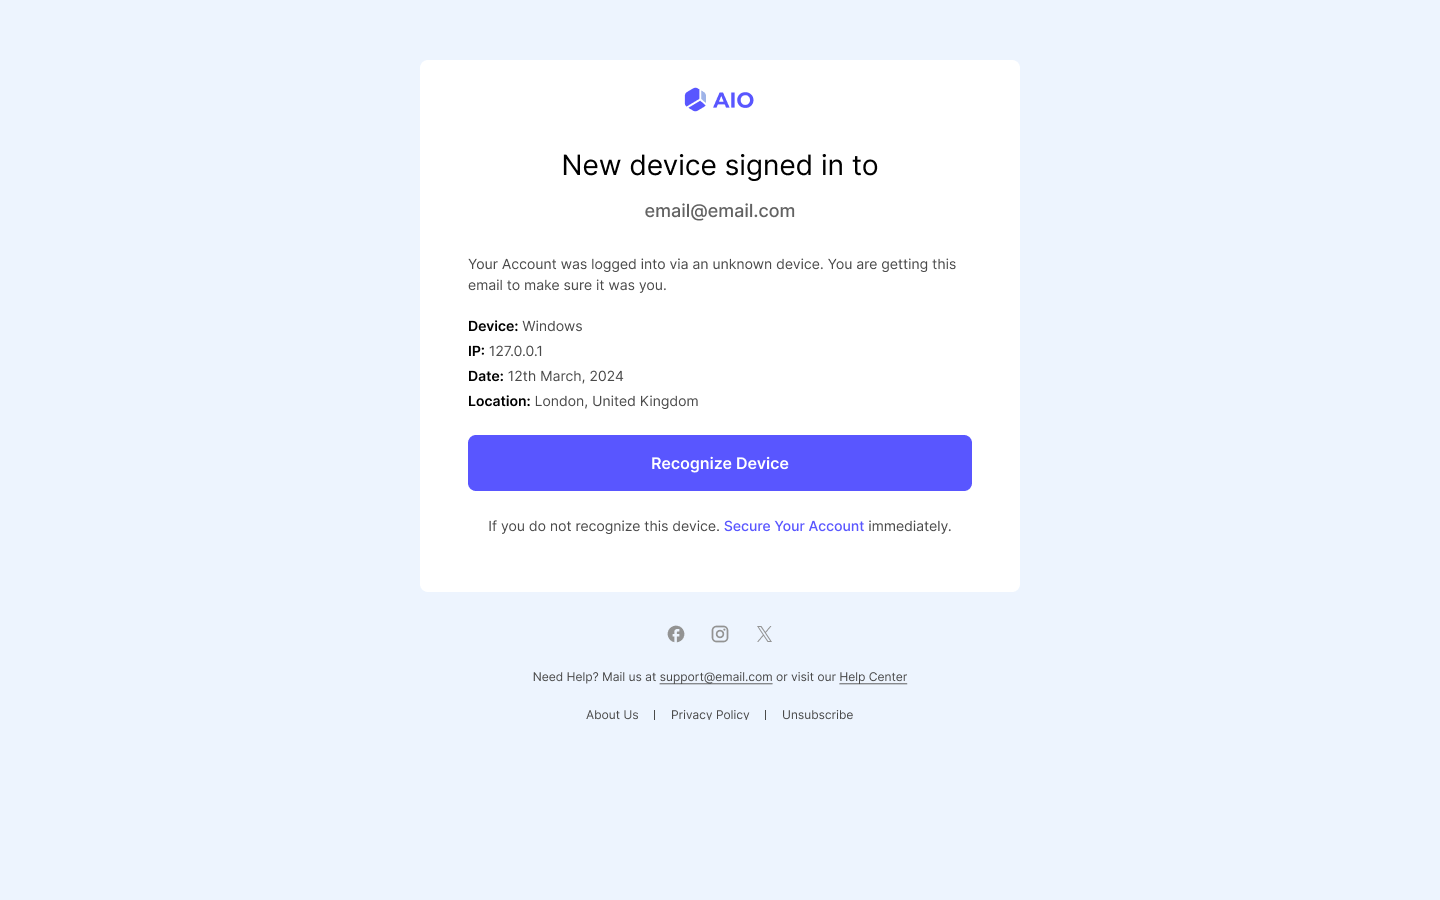 AIO
New device signed in to
email@email.com
Your Account was logged into via an unknown device. You are getting this
email to make sure it was you.
Device: Windows
IP: 127.0.0.1
Date: 12th March, 2024
Location: London, United Kingdom
Recognize Device
If you do not recognize this device. Secure Your Account immediately.
Need Help? Mail us at support@email.com or visit our Help Center
About Us | Privacy Policy | Unsubscribe